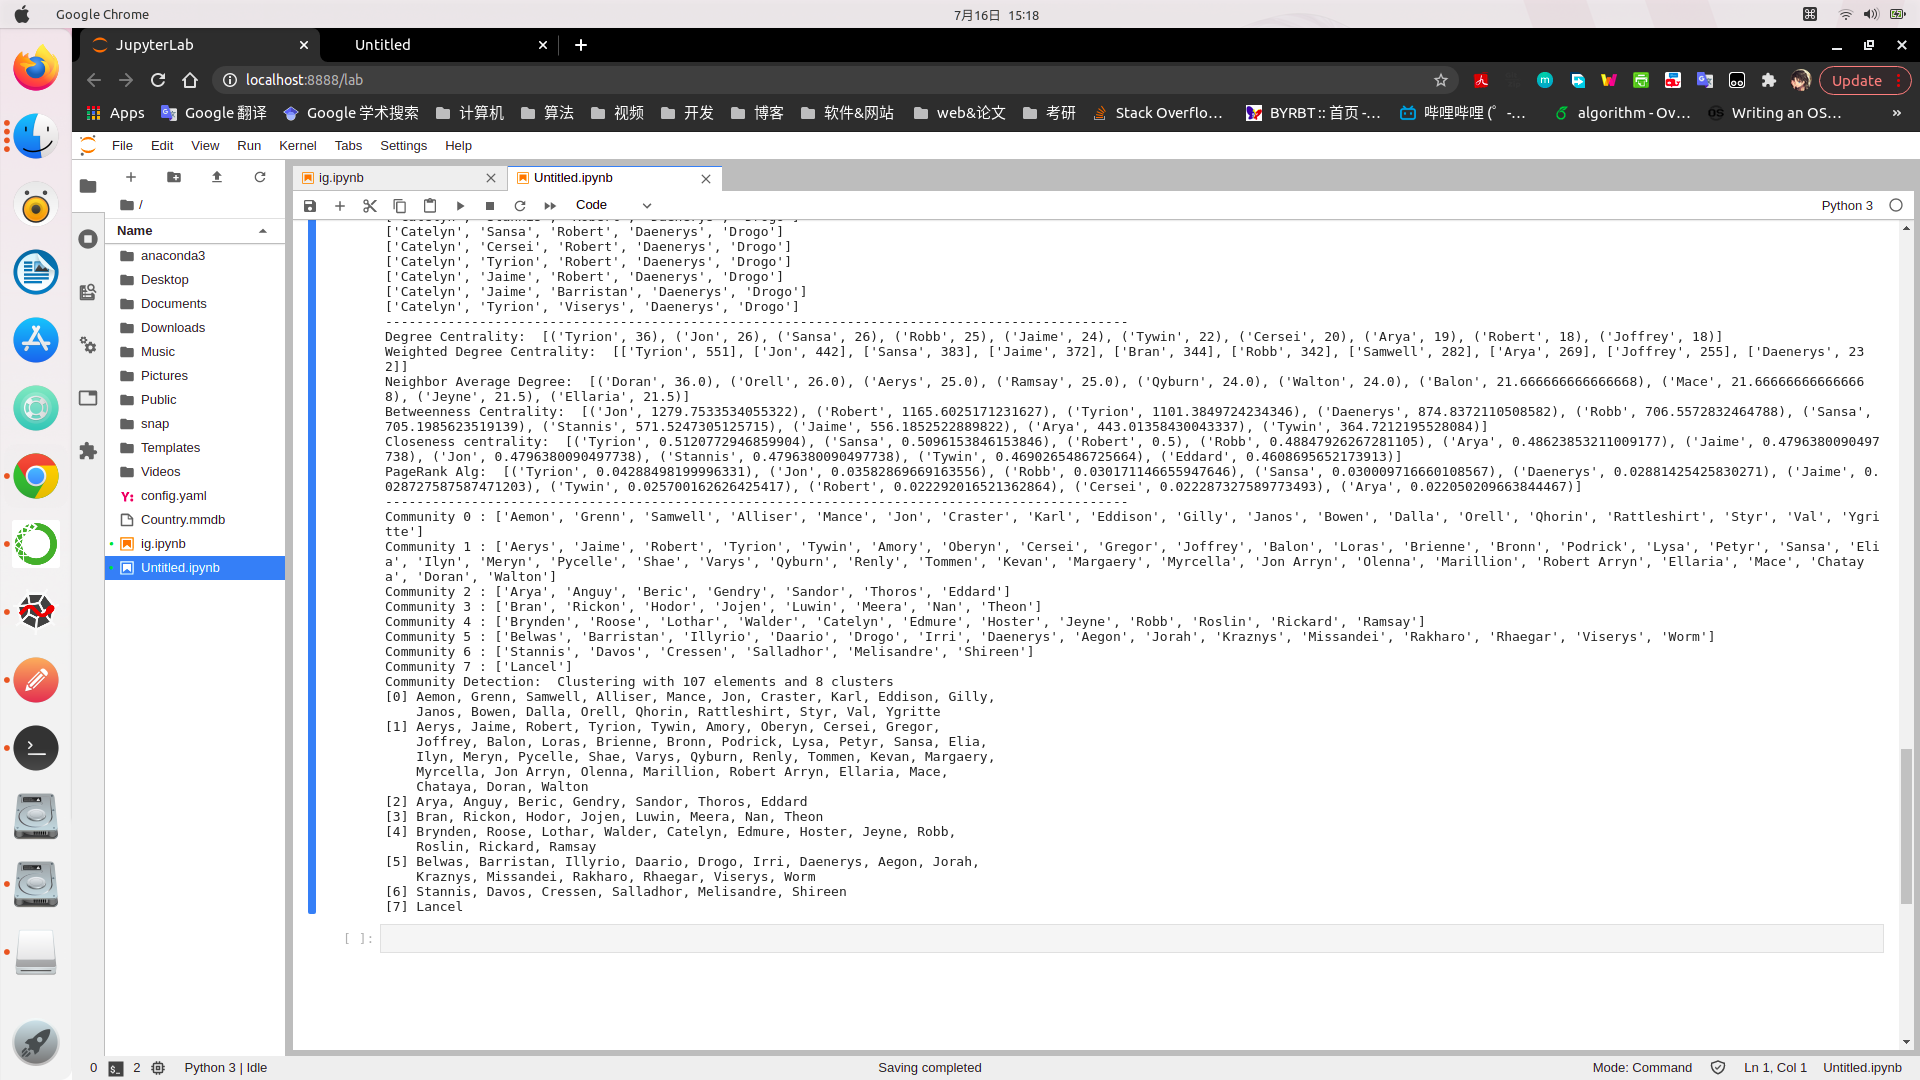 Google Chrome
7月16日 15:18
JupyterLab
Untitled
localhost:8888/lab
Update
Apps
Google 翻译
Google 学术搜索
计算机
算法
视频
开发
博客
软件&网站
web&论文
考研
Stack Overflo...
BYRBT :: 首页 -...
哔哩哔哩 (゜-...
algorithm - Ov...
Writing an OS...
»
File Edit View Run Kernel Tabs Settings Help
ig.ipynb
Untitled.ipynb
/
Code
Python 3
Name
anaconda3
Desktop
Documents
Downloads
Music
Pictures
Public
snap
Templates
Videos
config.yaml
Country.mmdb
ig.ipynb
Untitled.ipynb
['Catelyn', 'Stannis', 'Robert', 'Daenerys', 'Drogo']
['Catelyn', 'Sansa', 'Robert', 'Daenerys', 'Drogo']
['Catelyn', 'Cersei', 'Robert', 'Daenerys', 'Drogo']
['Catelyn', 'Tyrion', 'Robert', 'Daenerys', 'Drogo']
['Catelyn', 'Jaime', 'Robert', 'Daenerys', 'Drogo']
['Catelyn', 'Jaime', 'Barristan', 'Daenerys', 'Drogo']
['Catelyn', 'Tyrion', 'Viserys', 'Daenerys', 'Drogo']
-----------------------------------------------------------------------------------------------
Degree Centrality:  [('Tyrion', 36), ('Jon', 26), ('Sansa', 26), ('Robb', 25), ('Jaime', 24), ('Tywin', 22), ('Cersei', 20), ('Arya', 19), ('Robert', 18), ('Joffrey', 18)]
Weighted Degree Centrality:  [['Tyrion', 551], ['Jon', 442], ['Sansa', 383], ['Jaime', 372], ['Bran', 344], ['Robb', 342], ['Samwell', 282], ['Arya', 269], ['Joffrey', 255], ['Daenerys', 23
2]]
Neighbor Average Degree:  [('Doran', 36.0), ('Orell', 26.0), ('Aerys', 25.0), ('Ramsay', 25.0), ('Qyburn', 24.0), ('Walton', 24.0), ('Balon', 21.666666666666668), ('Mace', 21.66666666666666
8), ('Jeyne', 21.5), ('Ellaria', 21.5)]
Betweenness Centrality:  [('Jon', 1279.7533534055322), ('Robert', 1165.6025171231627), ('Tyrion', 1101.3849724234346), ('Daenerys', 874.8372110508582), ('Robb', 706.5572832464788), ('Sansa',
705.1985623519139), ('Stannis', 571.5247305125715), ('Jaime', 556.1852522889822), ('Arya', 443.01358430043337), ('Tywin', 364.7212195528084)]
Closeness centrality:  [('Tyrion', 0.5120772946859904), ('Sansa', 0.5096153846153846), ('Robert', 0.5), ('Robb', 0.48847926267281105), ('Arya', 0.48623853211009177), ('Jaime', 0.4796380090497
738), ('Jon', 0.4796380090497738), ('Stannis', 0.4796380090497738), ('Tywin', 0.4690265486725664), ('Eddard', 0.4608695652173913)]
PageRank Alg:  [('Tyrion', 0.04288498199996331), ('Jon', 0.03582869669163556), ('Robb', 0.030171146655947646), ('Sansa', 0.030009716660108567), ('Daenerys', 0.02881425425830271), ('Jaime', 0.
028727587587471203), ('Tywin', 0.025700162626425417), ('Robert', 0.022292016521362864), ('Cersei', 0.022287327589773493), ('Arya', 0.022050209663844467)]
-----------------------------------------------------------------------------------------------
Community 0 : ['Aemon', 'Grenn', 'Samwell', 'Alliser', 'Mance', 'Jon', 'Craster', 'Karl', 'Eddison', 'Gilly', 'Janos', 'Bowen', 'Dalla', 'Orell', 'Qhorin', 'Rattleshirt', 'Styr', 'Val', 'Ygri
tte']
Community 1 : ['Aerys', 'Jaime', 'Robert', 'Tyrion', 'Tywin', 'Amory', 'Oberyn', 'Cersei', 'Gregor', 'Joffrey', 'Balon', 'Loras', 'Brienne', 'Bronn', 'Podrick', 'Lysa', 'Petyr', 'Sansa', 'Eli
a', 'Ilyn', 'Meryn', 'Pycelle', 'Shae', 'Varys', 'Qyburn', 'Renly', 'Tommen', 'Kevan', 'Margaery', 'Myrcella', 'Jon Arryn', 'Olenna', 'Marillion', 'Robert Arryn', 'Ellaria', 'Mace', 'Chatay
a', 'Doran', 'Walton']
Community 2 : ['Arya', 'Anguy', 'Beric', 'Gendry', 'Sandor', 'Thoros', 'Eddard']
Community 3 : ['Bran', 'Rickon', 'Hodor', 'Jojen', 'Luwin', 'Meera', 'Nan', 'Theon']
Community 4 : ['Brynden', 'Roose', 'Lothar', 'Walder', 'Catelyn', 'Edmure', 'Hoster', 'Jeyne', 'Robb', 'Roslin', 'Rickard', 'Ramsay']
Community 5 : ['Belwas', 'Barristan', 'Illyrio', 'Daario', 'Drogo', 'Irri', 'Daenerys', 'Aegon', 'Jorah', 'Kraznys', 'Missandei', 'Rakharo', 'Rhaegar', 'Viserys', 'Worm']
Community 6 : ['Stannis', 'Davos', 'Cressen', 'Salladhor', 'Melisandre', 'Shireen']
Community 7 : ['Lancel']
Community Detection:  Clustering with 107 elements and 8 clusters
[0] Aemon, Grenn, Samwell, Alliser, Mance, Jon, Craster, Karl, Eddison, Gilly,
    Janos, Bowen, Dalla, Orell, Qhorin, Rattleshirt, Styr, Val, Ygritte
[1] Aerys, Jaime, Robert, Tyrion, Tywin, Amory, Oberyn, Cersei, Gregor,
    Joffrey, Balon, Loras, Brienne, Bronn, Podrick, Lysa, Petyr, Sansa, Elia,
    Ilyn, Meryn, Pycelle, Shae, Varys, Qyburn, Renly, Tommen, Kevan, Margaery,
    Myrcella, Jon Arryn, Olenna, Marillion, Robert Arryn, Ellaria, Mace,
    Chataya, Doran, Walton
[2] Arya, Anguy, Beric, Gendry, Sandor, Thoros, Eddard
[3] Bran, Rickon, Hodor, Jojen, Luwin, Meera, Nan, Theon
[4] Brynden, Roose, Lothar, Walder, Catelyn, Edmure, Hoster, Jeyne, Robb,
    Roslin, Rickard, Ramsay
[5] Belwas, Barristan, Illyrio, Daario, Drogo, Irri, Daenerys, Aegon, Jorah,
    Kraznys, Missandei, Rakharo, Rhaegar, Viserys, Worm
[6] Stannis, Davos, Cressen, Salladhor, Melisandre, Shireen
[7] Lancel
[ ]:
0 2 Python 3 | Idle
Saving completed
Mode: Command
Ln 1, Col 1
Untitled.ipynb